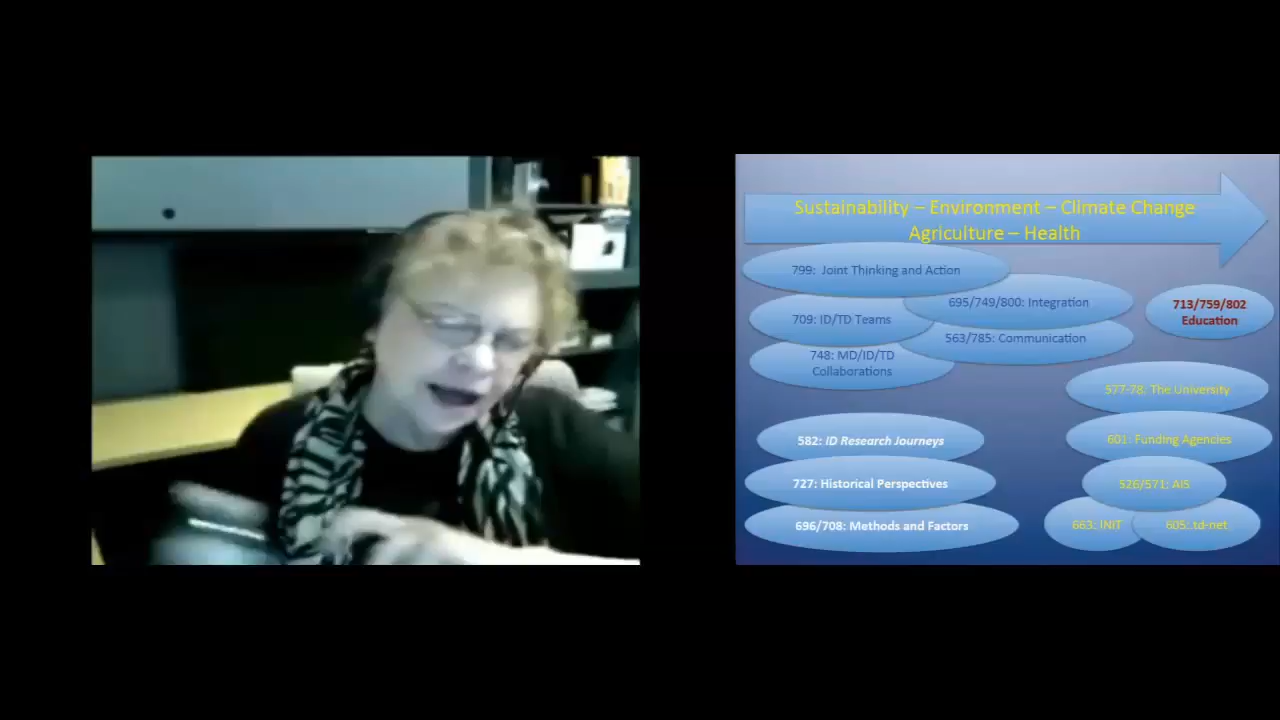 Sustainability – Environment – Climate Change
Agriculture – Health
799: Joint Thinking and Action
695/749/800: Integration
713/759/802
Education
709: ID/TD Teams
563/785: Communication
748: MD/ID/TD
Collaborations
577-78: The University
582: ID Research Journeys
601: Funding Agencies
727: Historical Perspectives
526/571: AIS
696/708: Methods and Factors
663: INIT
605: td-net